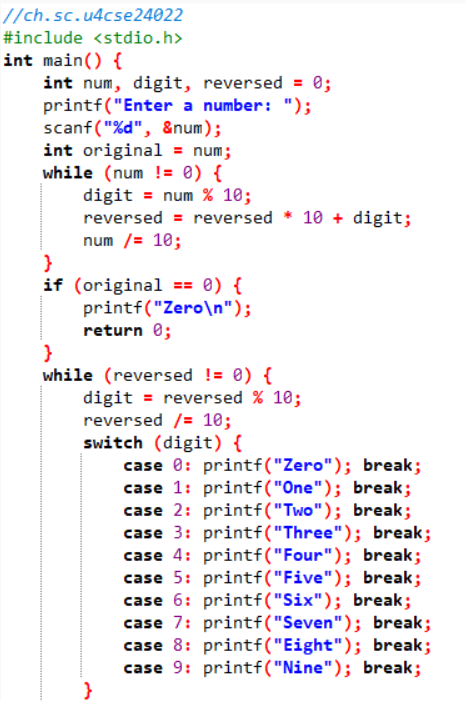 //ch.sc.u4cse24022
#include <stdio.h>
int main() {
    int num, digit, reversed = 0;
    printf("Enter a number: ");
    scanf("%d", &num);
    int original = num;
    while (num != 0) {
        digit = num % 10;
        reversed = reversed * 10 + digit;
        num /= 10;
    }
    if (original == 0) {
        printf("Zero\n");
        return 0;
    }
    while (reversed != 0) {
        digit = reversed % 10;
        reversed /= 10;
        switch (digit) {
            case 0: printf("Zero"); break;
            case 1: printf("One"); break;
            case 2: printf("Two"); break;
            case 3: printf("Three"); break;
            case 4: printf("Four"); break;
            case 5: printf("Five"); break;
            case 6: printf("Six"); break;
            case 7: printf("Seven"); break;
            case 8: printf("Eight"); break;
            case 9: printf("Nine"); break;
        }